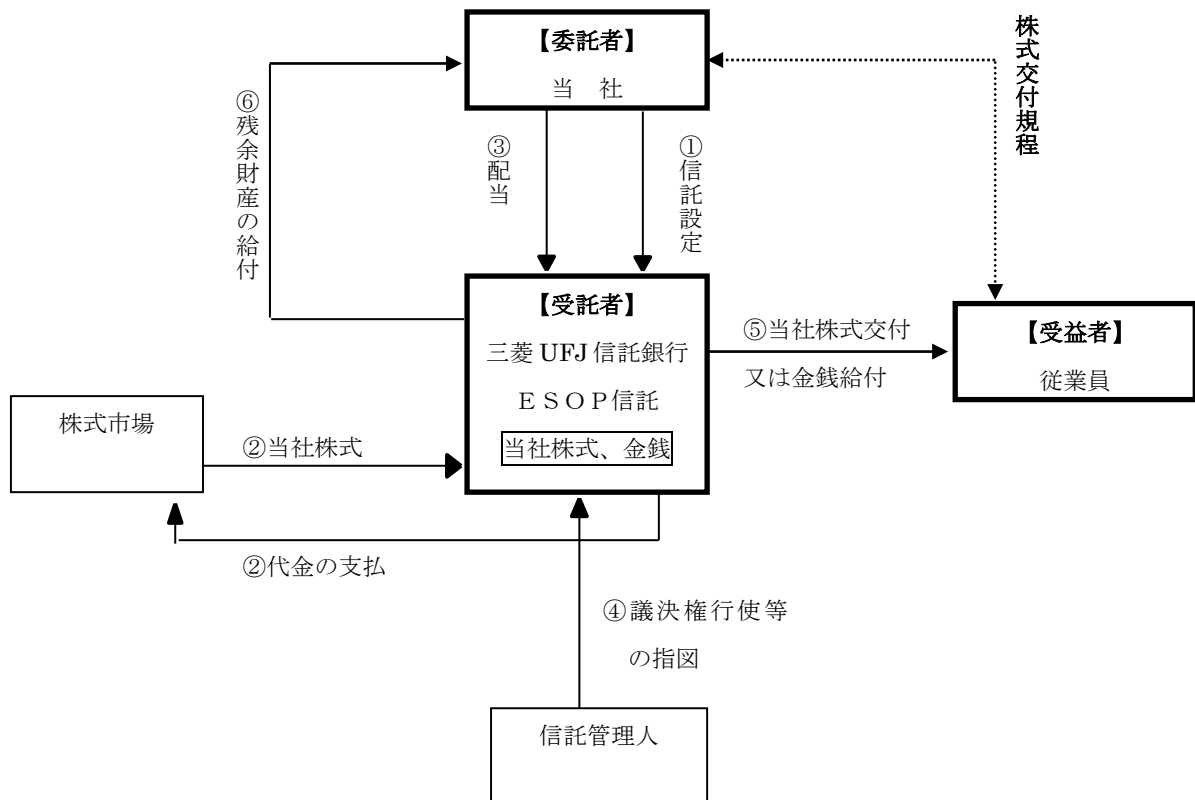 【委託者】
当　社
株式交付規程
⑥残余財産の給付
③配当
①信託設定
【受託者】
三菱 UFJ 信託銀行
ＥＳＯＰ信託
当社株式、金銭
⑤当社株式交付
又は金銭給付
【受益者】
従業員
株式市場
②当社株式
②代金の支払
④議決権行使等
の指図
信託管理人